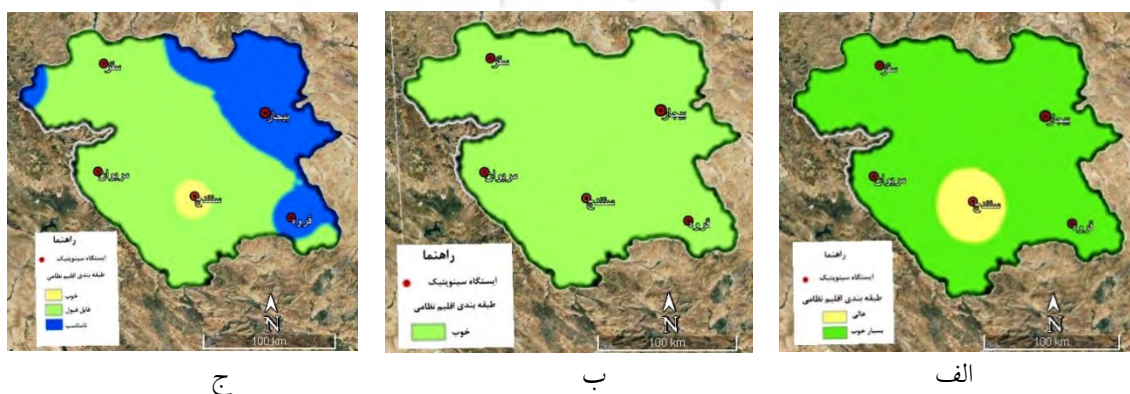 سقز
بیجار
مریوان
سنندج
قروه
راهنما
ایستگاه سینوپتیک
طبقه بندی اقلیم نظامی
عالی
بسیار خوب
N
100 km
الف
سقز
بیجار
مریوان
سنندج
قروه
راهنما
ایستگاه سینوپتیک
طبقه بندی اقلیم نظامی
خوب
N
100 km
ب
سقز
بیجار
مریوان
سنندج
قروه
راهنما
ایستگاه سینوپتیک
طبقه بندی اقلیم نظامی
خوب
قابل قبول
نامناسب
N
100 km
ج